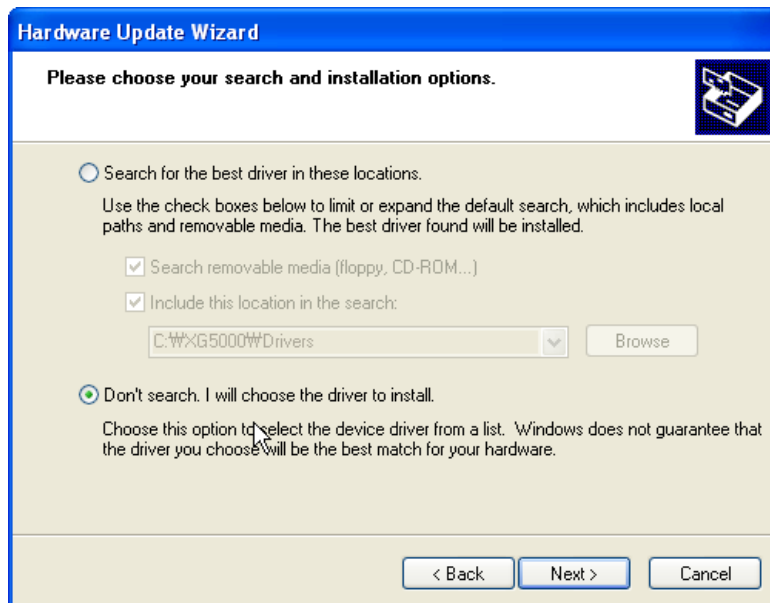 Hardware Update Wizard
Please choose your search and installation options.
Search for the best driver in these locations.
Use the check boxes below to limit or expand the default search, which includes local
paths and removable media. The best driver found will be installed.
Search removable media (floppy, CD-ROM...)
Include this location in the search:
C:₩XG5000₩Drivers
Browse
Don't search. I will choose the driver to install.
Choose this option to select the device driver from a list.  Windows does not guarantee that
the driver you choose will be the best match for your hardware.
< Back
Next >
Cancel